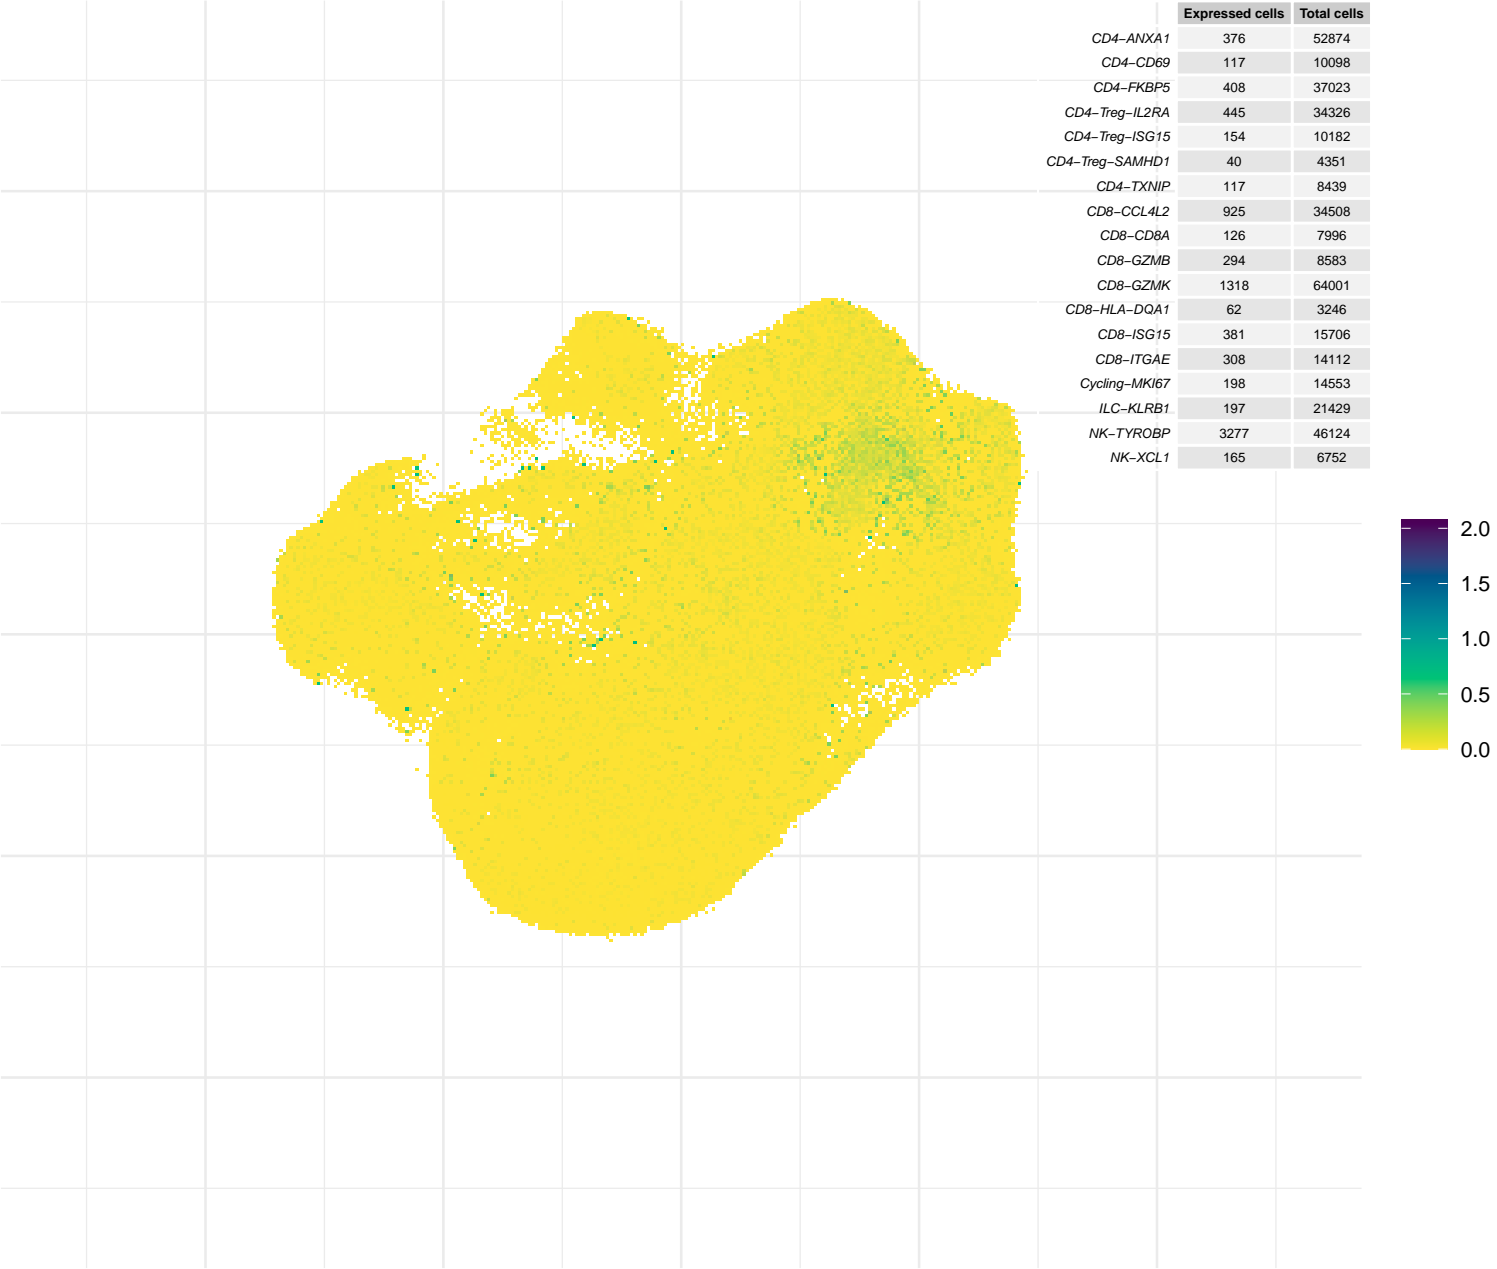 Expressed cells Total cells
CD4−ANXA1 376 52874
CD4−CD69 117 10098
CD4−FKBP5 408 37023
CD4−Treg−IL2RA 445 34326
CD4−Treg−ISG15 154 10182
CD4−Treg−SAMHD1 40 4351
CD4−TXNIP 117 8439
CD8−CCL4L2 925 34508
CD8−CD8A 126 7996
CD8−GZMB 294 8583
CD8−GZMK 1318 64001
CD8−HLA−DQA1 62 3246
CD8−ISG15 381 15706
CD8−ITGAE 308 14112
Cycling−MKI67 198 14553
ILC−KLRB1 197 21429
NK−TYROBP 3277 46124
NK−XCL1 165 6752
2.0
1.5
1.0
0.5
0.0